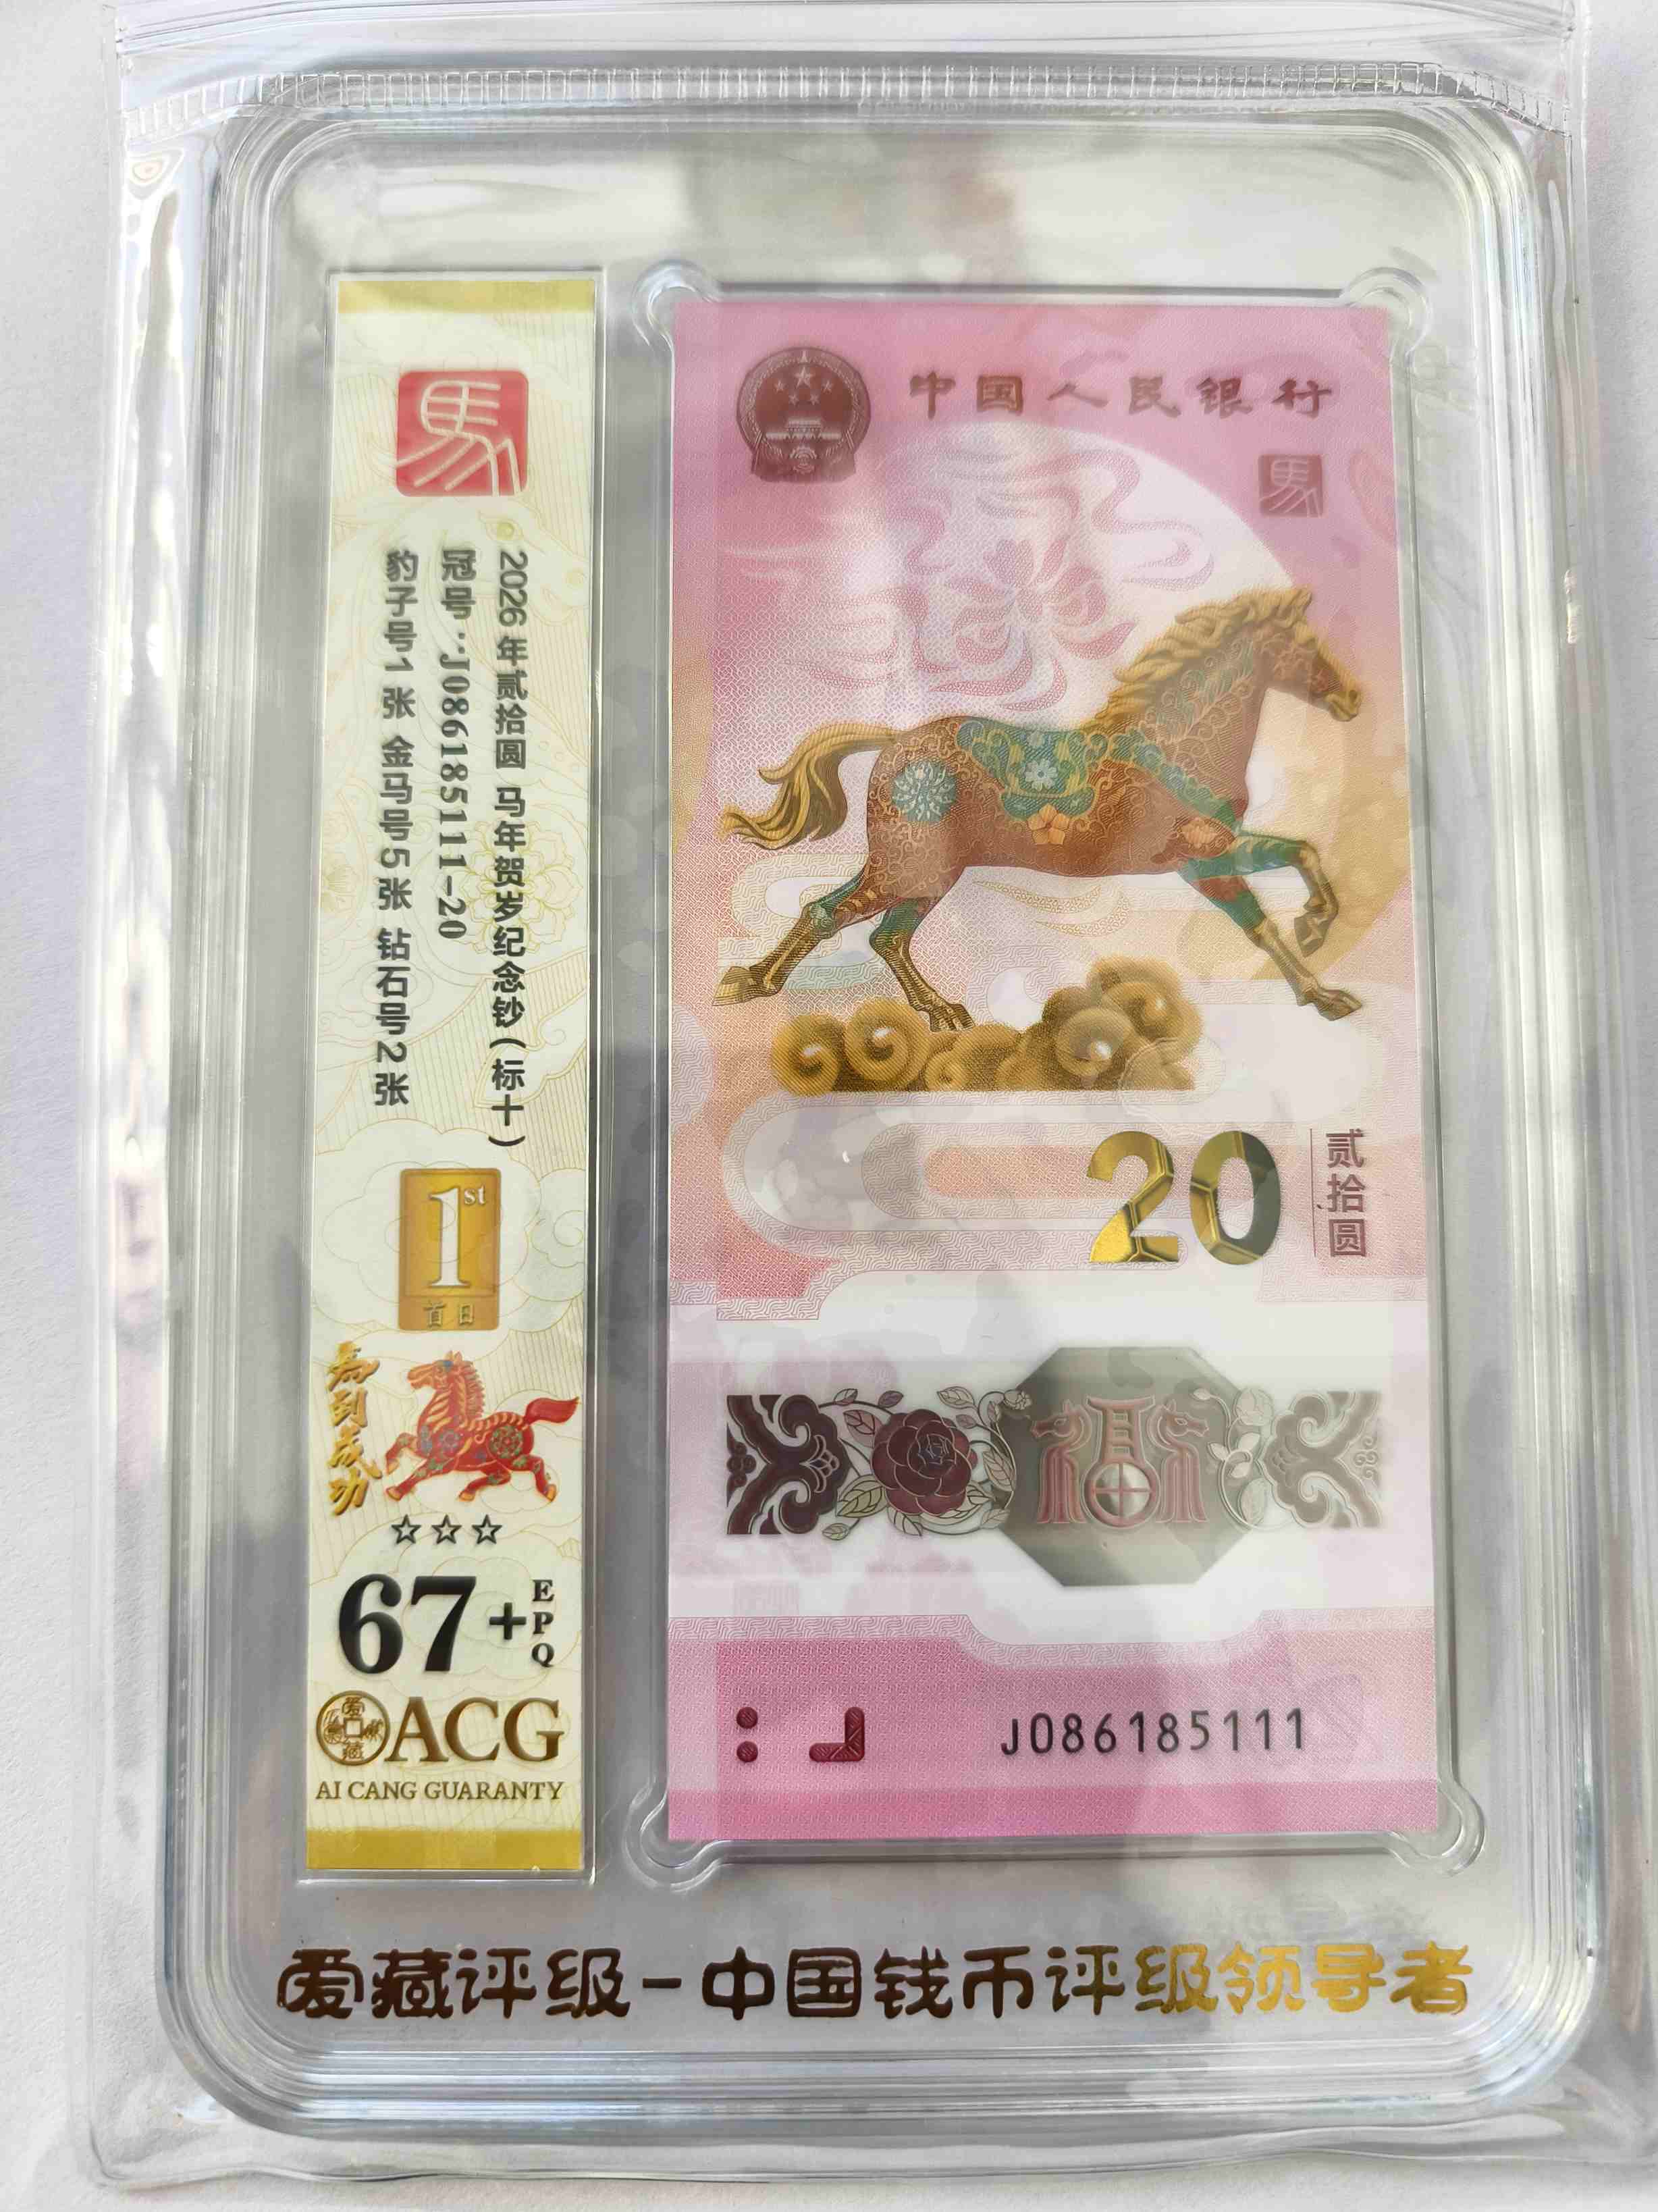 馬
2026年贰拾圆 马年贺岁纪念钞（标十）
冠号：J086185111-20
豹子号1张 金马号5张 钻石号2张
1st
首日
馬到成功
67+EPQ
爱藏
ACG
AI CANG GUARANTY
中国人民银行
馬
20
贰拾圆
J086185111
爱藏评级-中国钱币评级领导者